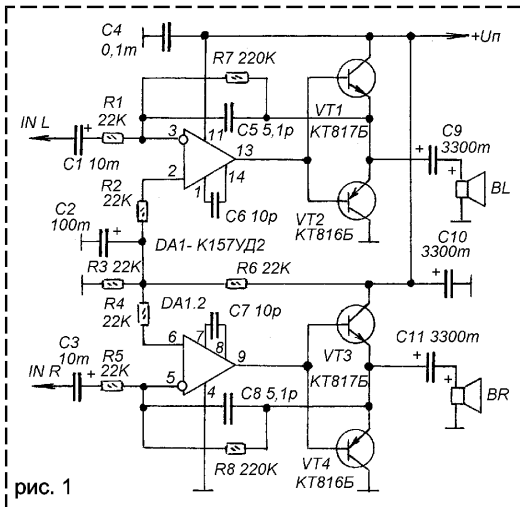 C4
0,1m
+Uп
R7 220K
R1
22K
VT1
КТ817Б
IN L
3
11
C5 5,1p
13
C9
3300m
C1 10m
R2
22K
2
1
14
C6 10p
VT2
КТ816Б
BL
C2
100m
DA1- К157УД2
C10
3300m
R3 22K
R6 22K
R4
22K
DA1.2
C7 10p
C3
10m
R5
22K
6
7
8
9
VT3
КТ817Б
C11 3300m
IN R
5
4
C8 5,1p
BR
R8 220K
VT4
КТ816Б
рис. 1